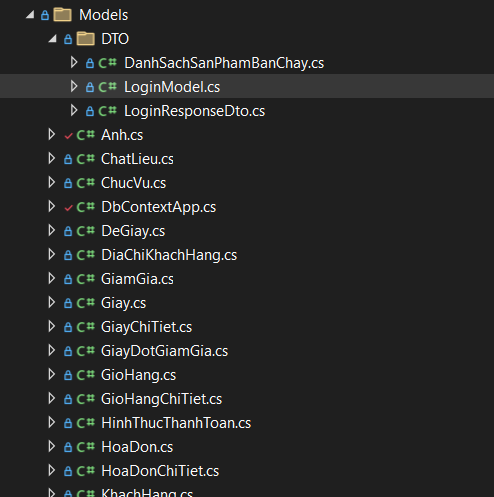 Models
DTO
C# DanhSachSanPhamBanChay.cs
C# LoginModel.cs
C# LoginResponseDto.cs
C# Anh.cs
C# ChatLieu.cs
C# ChucVu.cs
C# DbContextApp.cs
C# DeGiay.cs
C# DiaChiKhachHang.cs
C# GiamGia.cs
C# Giay.cs
C# GiayChiTiet.cs
C# GiayDotGiamGia.cs
C# GioHang.cs
C# GioHangChiTiet.cs
C# HinhThucThanhToan.cs
C# HoaDon.cs
C# HoaDonChiTiet.cs
C# KhachHang.cs